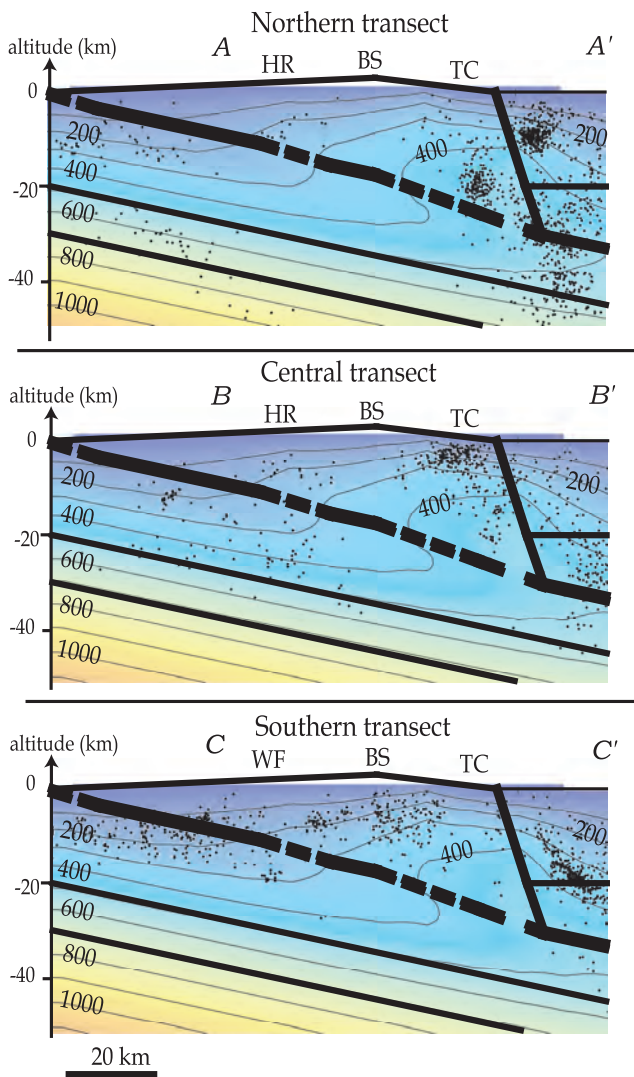 Northern transect
altitude (km)
A
A′
HR
BS
TC
0
200
400
200
-20
400
600
800
-40
1000
Central transect
altitude (km)
B
B′
HR
BS
TC
0
200
200
400
400
-20
600
800
-40
1000
Southern transect
altitude (km)
C
C′
WF
BS
TC
0
200
200
400
400
-20
600
800
-40
1000
20 km